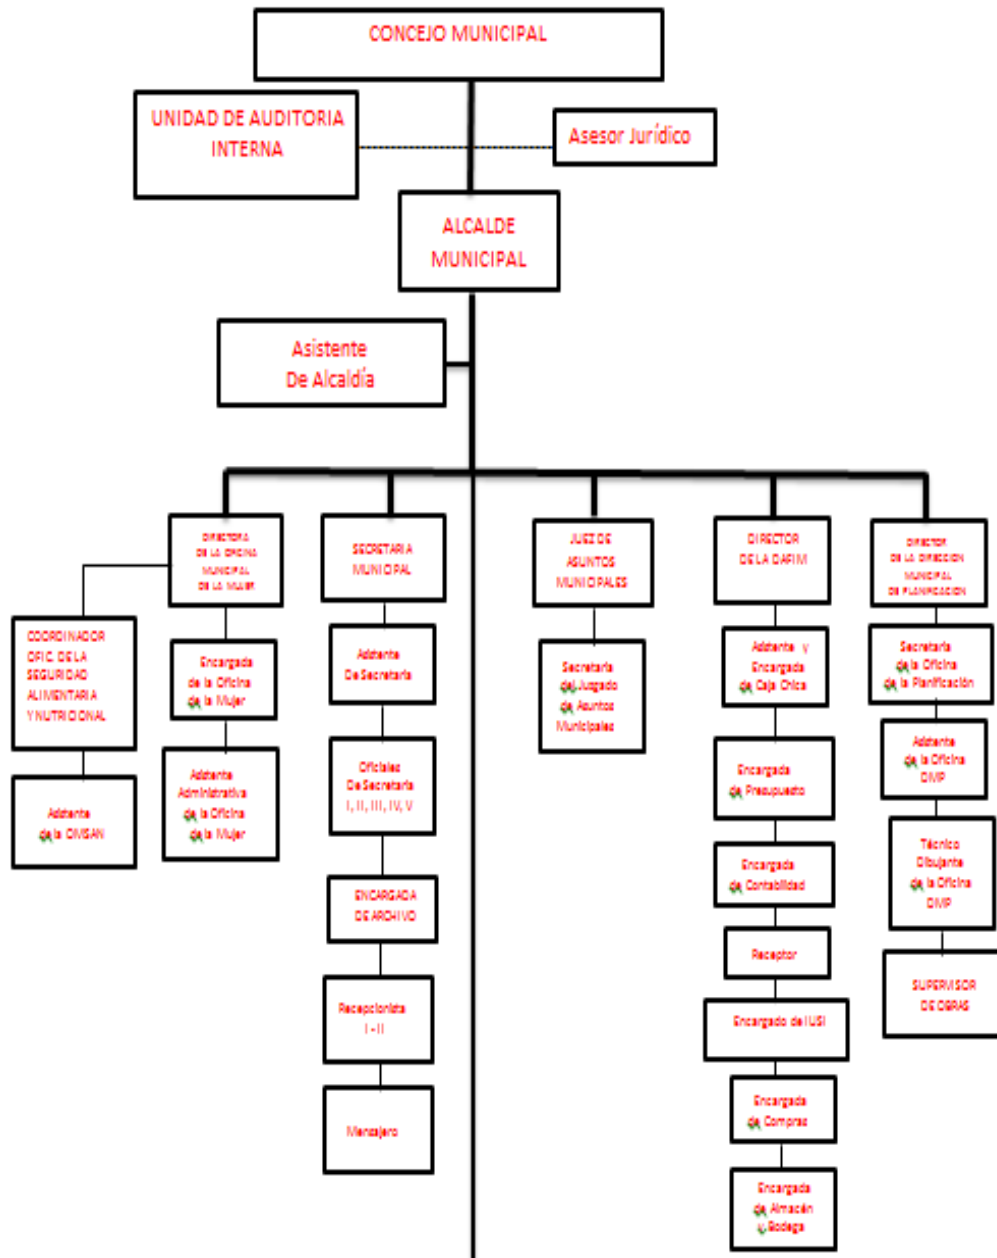 CONCEJO MUNICIPAL
UNIDAD DE AUDITORIA
INTERNA
Asesor Jurídico
ALCALDE
MUNICIPAL
Asistente
De Alcaldía
DIRECTORA
DE LA OFICINA
MUNICIPAL
DE LA MUJER
SECRETARIA
MUNICIPAL
JUEZ DE
ASUNTOS
MUNICIPALES
DIRECTOR
DE LA DAFIM
DIRECTOR
DE LA DIRECCION
MUNICIPAL
DE PLANIFICACION
COORDINADOR
OFIC. DE LA
SEGURIDAD
ALIMENTARIA
Y NUTRICIONAL
Asistente
de la OMSAN
Encargada
de la Oficina
de la Mujer
Asistente
Administrativa
de la Oficina
de la Mujer
Asistente
De Secretaría
Oficiales
De Secretaría
I, II, III, IV, V
ENCARGADA
DE ARCHIVO
Recepcionista
I - II
Mensajero
Secretaria
del Juzgado
de Asuntos
Municipales
Asistente y
Encargada
de Caja Chica
Encargada
de Presupuesto
Encargada
de Contabilidad
Receptor
Encargado de IUSI
Encargada
de Compras
Encargada
de Almacén
y Bodega
Secretaria
de la Oficina
de la Planificación
Asistente
de la Oficina
DMP
Técnico
Dibujante
de la Oficina
DMP
SUPERVISOR
DE OBRAS